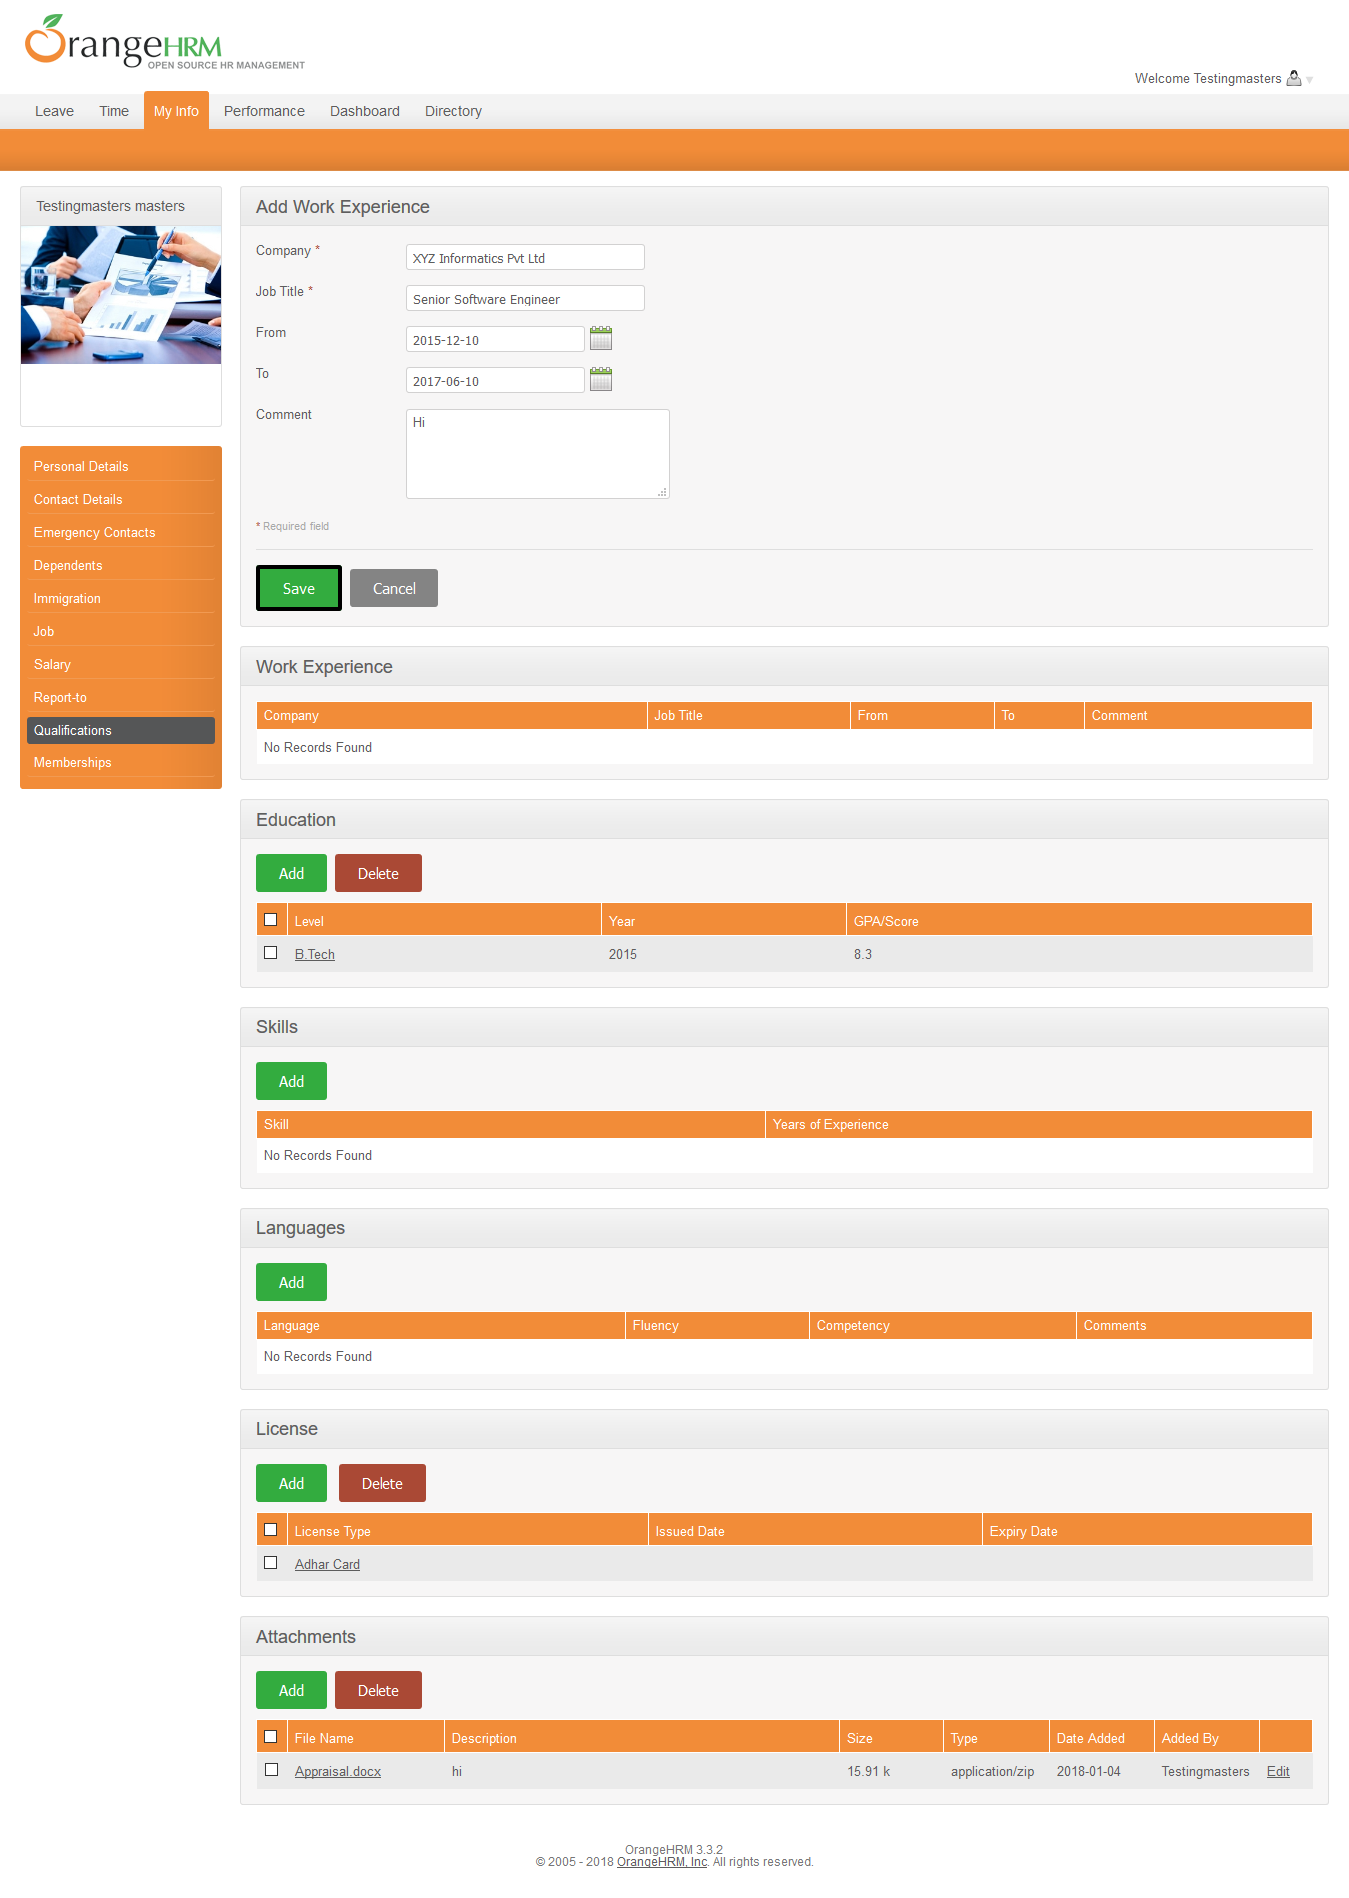 OrangeHRM
OPEN SOURCE HR MANAGEMENT
Welcome Testingmasters
Leave Time My Info Performance Dashboard Directory
Testingmasters masters
Personal Details
Contact Details
Emergency Contacts
Dependents
Immigration
Job
Salary
Report-to
Qualifications
Memberships
Add Work Experience
Company *
XYZ Informatics Pvt Ltd
Job Title *
Senior Software Engineer
From
2015-12-10
To
2017-06-10
Comment
Hi
* Required field
Save Cancel
Work Experience
Company Job Title From To Comment
No Records Found
Education
Add Delete
Level Year GPA/Score
B.Tech 2015 8.3
Skills
Add
Skill Years of Experience
No Records Found
Languages
Add
Language Fluency Competency Comments
No Records Found
License
Add Delete
License Type Issued Date Expiry Date
Adhar Card
Attachments
Add Delete
File Name Description Size Type Date Added Added By
Appraisal.docx hi 15.91 k application/zip 2018-01-04 Testingmasters Edit
OrangeHRM 3.3.2
© 2005 - 2018 OrangeHRM, Inc. All rights reserved.